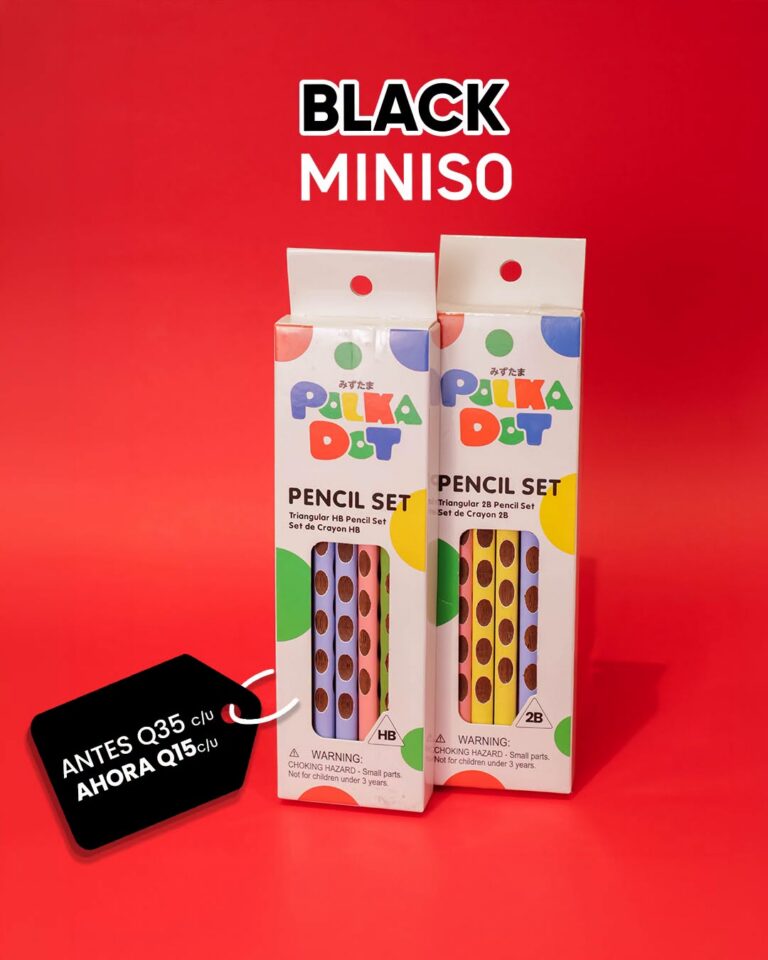 BLACK
MINISO
みずたま
POLKA
DOT
PENCIL SET
Triangular HB Pencil Set
Set de Crayon HB
HB
WARNING:
CHOKING HAZARD - Small parts.
Not for children under 3 years.
みずたま
POLKA
DOT
PENCIL SET
Triangular 2B Pencil Set
Set de Crayon 2B
2B
WARNING:
CHOKING HAZARD - Small parts.
Not for children under 3 years.
ANTES Q35 c/u
AHORA Q15 c/u